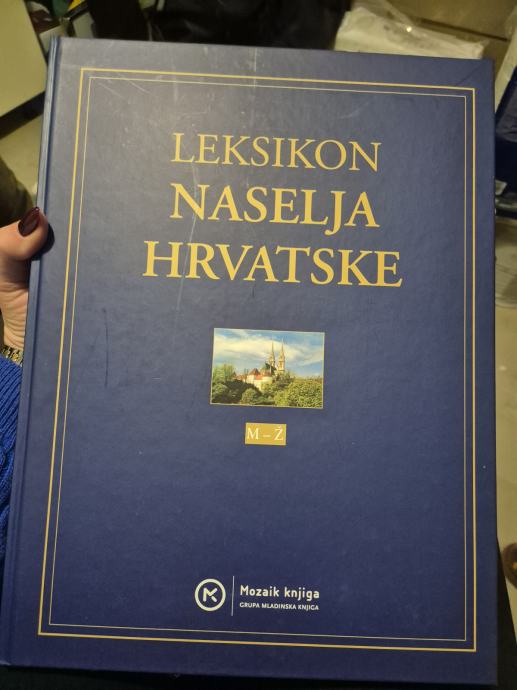 LEKSIKON
NASELJA
HRVATSKE
M – Ž
Mozaik knjiga
GRUPA MLADINSKA KNJIGA